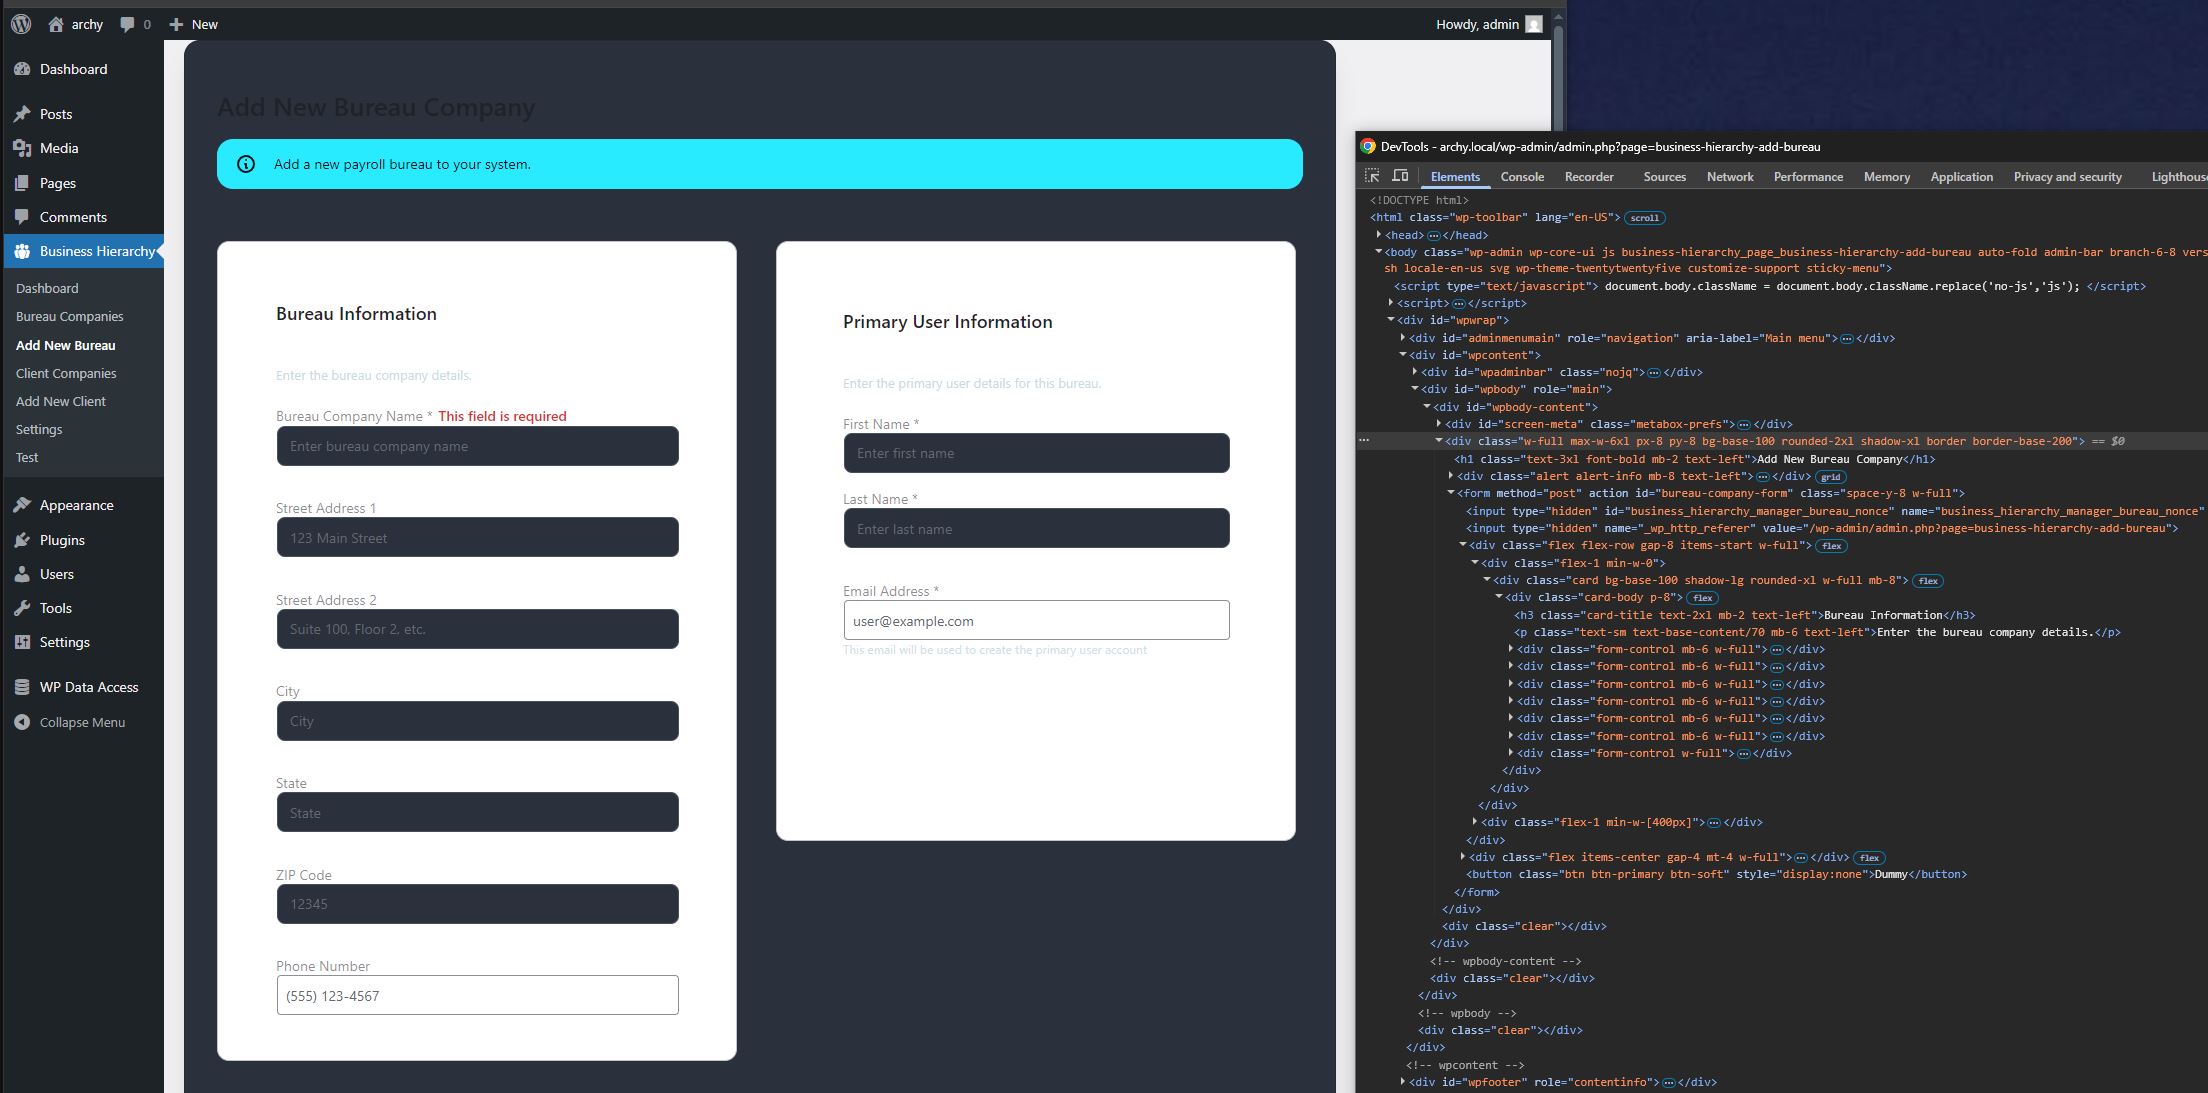 archy
0
New
Howdy, admin
Dashboard
Posts
Media
Pages
Comments
Business Hierarchy
Dashboard
Bureau Companies
Add New Bureau
Client Companies
Add New Client
Settings
Test
Appearance
Plugins
Users
Tools
Settings
WP Data Access
Collapse Menu
Add New Bureau Company
Add a new payroll bureau to your system.
Bureau Information
Enter the bureau company details.
Bureau Company Name * This field is required
Enter bureau company name
Street Address 1
123 Main Street
Street Address 2
Suite 100, Floor 2, etc.
City
City
State
State
ZIP Code
12345
Phone Number
(555) 123-4567
Primary User Information
Enter the primary user details for this bureau.
First Name *
Enter first name
Last Name *
Enter last name
Email Address *
user@example.com
This email will be used to create the primary user account
DevTools - archy.local/wp-admin/admin.php?page=business-hierarchy-add-bureau
Elements Console Recorder Sources Network Performance Memory Application Privacy and security Lighthous
<!DOCTYPE html>
<html class="wp-toolbar" lang="en-US"> scroll
<head> ... </head>
<body class="wp-admin wp-core-ui js business-hierarchy_page_business-hierarchy-add-bureau auto-fold admin-bar branch-6-8 vers
sh locale-en-us svg wp-theme-twentytwentyfive customize-support sticky-menu">
<script type="text/javascript"> document.body.className = document.body.className.replace('no-js','js'); </script>
<script> ... </script>
<div id="wpwrap">
<div id="adminmenumain" role="navigation" aria-label="Main menu"> ... </div>
<div id="wpcontent">
<div id="wpadminbar" class="nojq"> ... </div>
<div id="wpbody" role="main">
<div id="wpbody-content">
<div id="screen-meta" class="metabox-prefs"> ... </div>
... <div class="w-full max-w-6xl px-8 py-8 bg-base-100 rounded-2xl shadow-xl border border-base-200"> == $0
<h1 class="text-3xl font-bold mb-2 text-left">Add New Bureau Company</h1>
<div class="alert alert-info mb-8 text-left"> ... </div> grid
<form method="post" action id="bureau-company-form" class="space-y-8 w-full">
<input type="hidden" id="business_hierarchy_manager_bureau_nonce" name="business_hierarchy_manager_bureau_nonce"
<input type="hidden" name="_wp_http_referer" value="/wp-admin/admin.php?page=business-hierarchy-add-bureau">
<div class="flex flex-row gap-8 items-start w-full"> flex
<div class="flex-1 min-w-0">
<div class="card bg-base-100 shadow-lg rounded-xl w-full mb-8"> flex
<div class="card-body p-8"> flex
<h3 class="card-title text-2xl mb-2 text-left">Bureau Information</h3>
<p class="text-sm text-base-content/70 mb-6 text-left">Enter the bureau company details.</p>
<div class="form-control mb-6 w-full"> ... </div>
<div class="form-control mb-6 w-full"> ... </div>
<div class="form-control mb-6 w-full"> ... </div>
<div class="form-control mb-6 w-full"> ... </div>
<div class="form-control mb-6 w-full"> ... </div>
<div class="form-control mb-6 w-full"> ... </div>
<div class="form-control w-full"> ... </div>
</div>
</div>
</div>
<div class="flex-1 min-w-[400px]"> ... </div>
</div>
<div class="flex items-center gap-4 mt-4 w-full"> ... </div> flex
<button class="btn btn-primary btn-soft" style="display:none">Dummy</button>
</form>
</div>
<div class="clear"></div>
</div>
<!-- wpbody-content -->
<div class="clear"></div>
</div>
<!-- wpbody -->
<div class="clear"></div>
</div>
<!-- wpcontent -->
<div id="wpfooter" role="contentinfo"> ... </div>